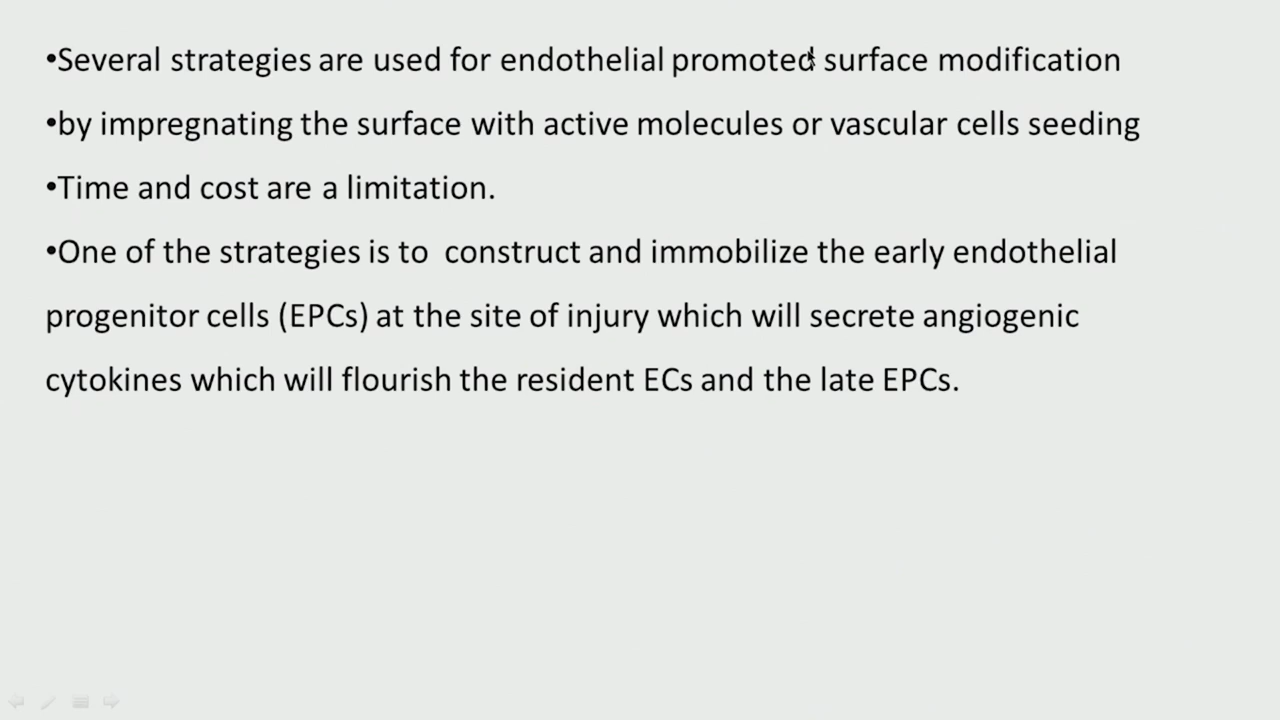 •Several strategies are used for endothelial promoted surface modification
•by impregnating the surface with active molecules or vascular cells seeding
•Time and cost are a limitation.
•One of the strategies is to  construct and immobilize the early endothelial
progenitor cells (EPCs) at the site of injury which will secrete angiogenic
cytokines which will flourish the resident ECs and the late EPCs.